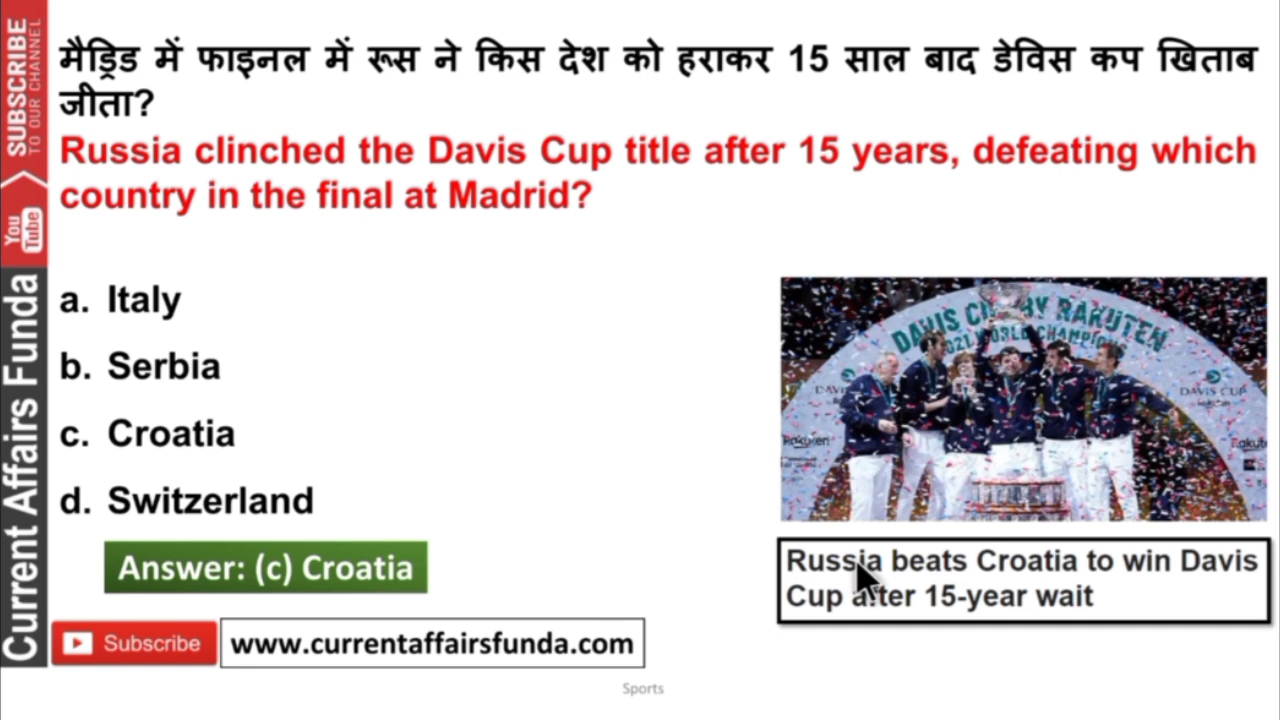 SUBSCRIBE
TO OUR CHANNEL
You
Tube
Current Affairs Funda
मैड्रिड में फाइनल में रूस ने किस देश को हराकर 15 साल बाद डेविस कप खिताब
जीता?
Russia clinched the Davis Cup title after 15 years, defeating which
country in the final at Madrid?
a. Italy
b. Serbia
c. Croatia
d. Switzerland
Answer: (c) Croatia
DAVIS BY RAKUTEN
2021 WORLD CHAMPIONS
DAVIS CUP
Rakuten
Russia beats Croatia to win Davis
Cup after 15-year wait
Subscribe
www.currentaffairsfunda.com
Sports